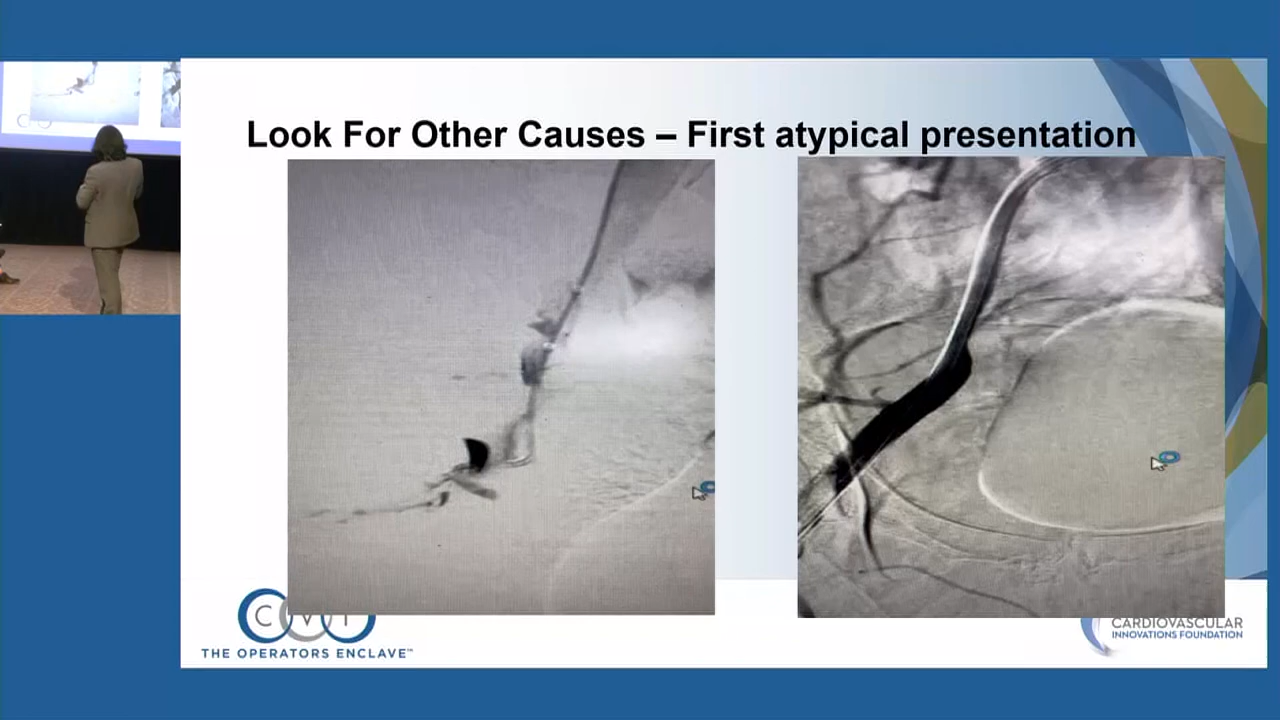 Look For Other Causes – First atypical presentation
CVI
THE OPERATORS ENCLAVE™
CARDIOVASCULAR
INNOVATIONS FOUNDATION